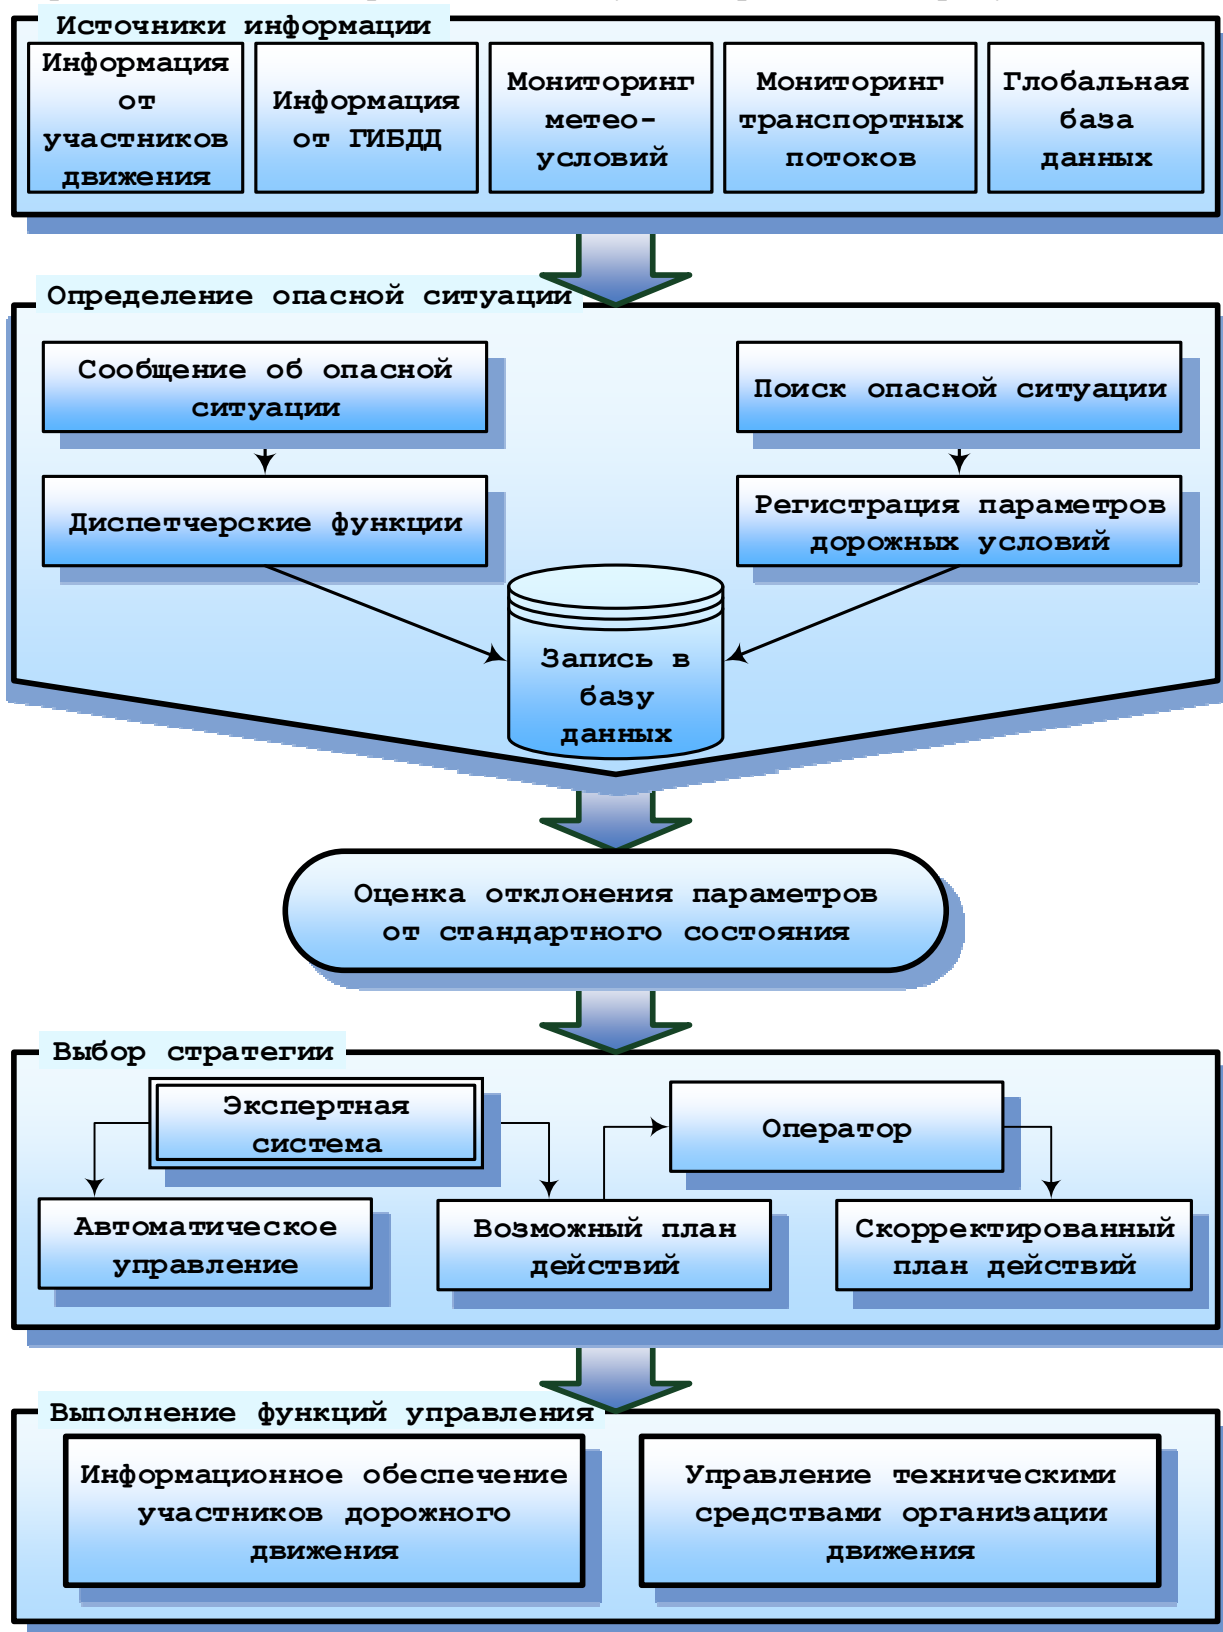 Источники информации
Информация
от
участников
движения
Информация
от ГИБДД
Мониторинг
метео-
условий
Мониторинг
транспортных
потоков
Глобальная
база
данных
Определение опасной ситуации
Сообщение об опасной
ситуации
Поиск опасной ситуации
Диспетчерские функции
Регистрация параметров
дорожных условий
Запись в
базу
данных
Оценка отклонения параметров
от стандартного состояния
Выбор стратегии
Экспертная
система
Оператор
Автоматическое
управление
Возможный план
действий
Скорректированный
план действий
Выполнение функций управления
Информационное обеспечение
участников дорожного
движения
Управление техническими
средствами организации
движения